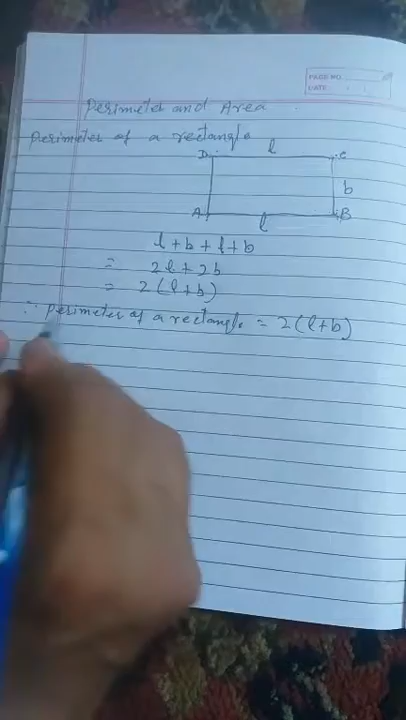 PAGE NO.
DATE
Perimeter and Area
Perimeter of a rectangle
D l C
b
A l B
l + b + l + b
= 2l + 2b
= 2 (l + b)
∴ perimeter of a rectangle = 2 (l + b)